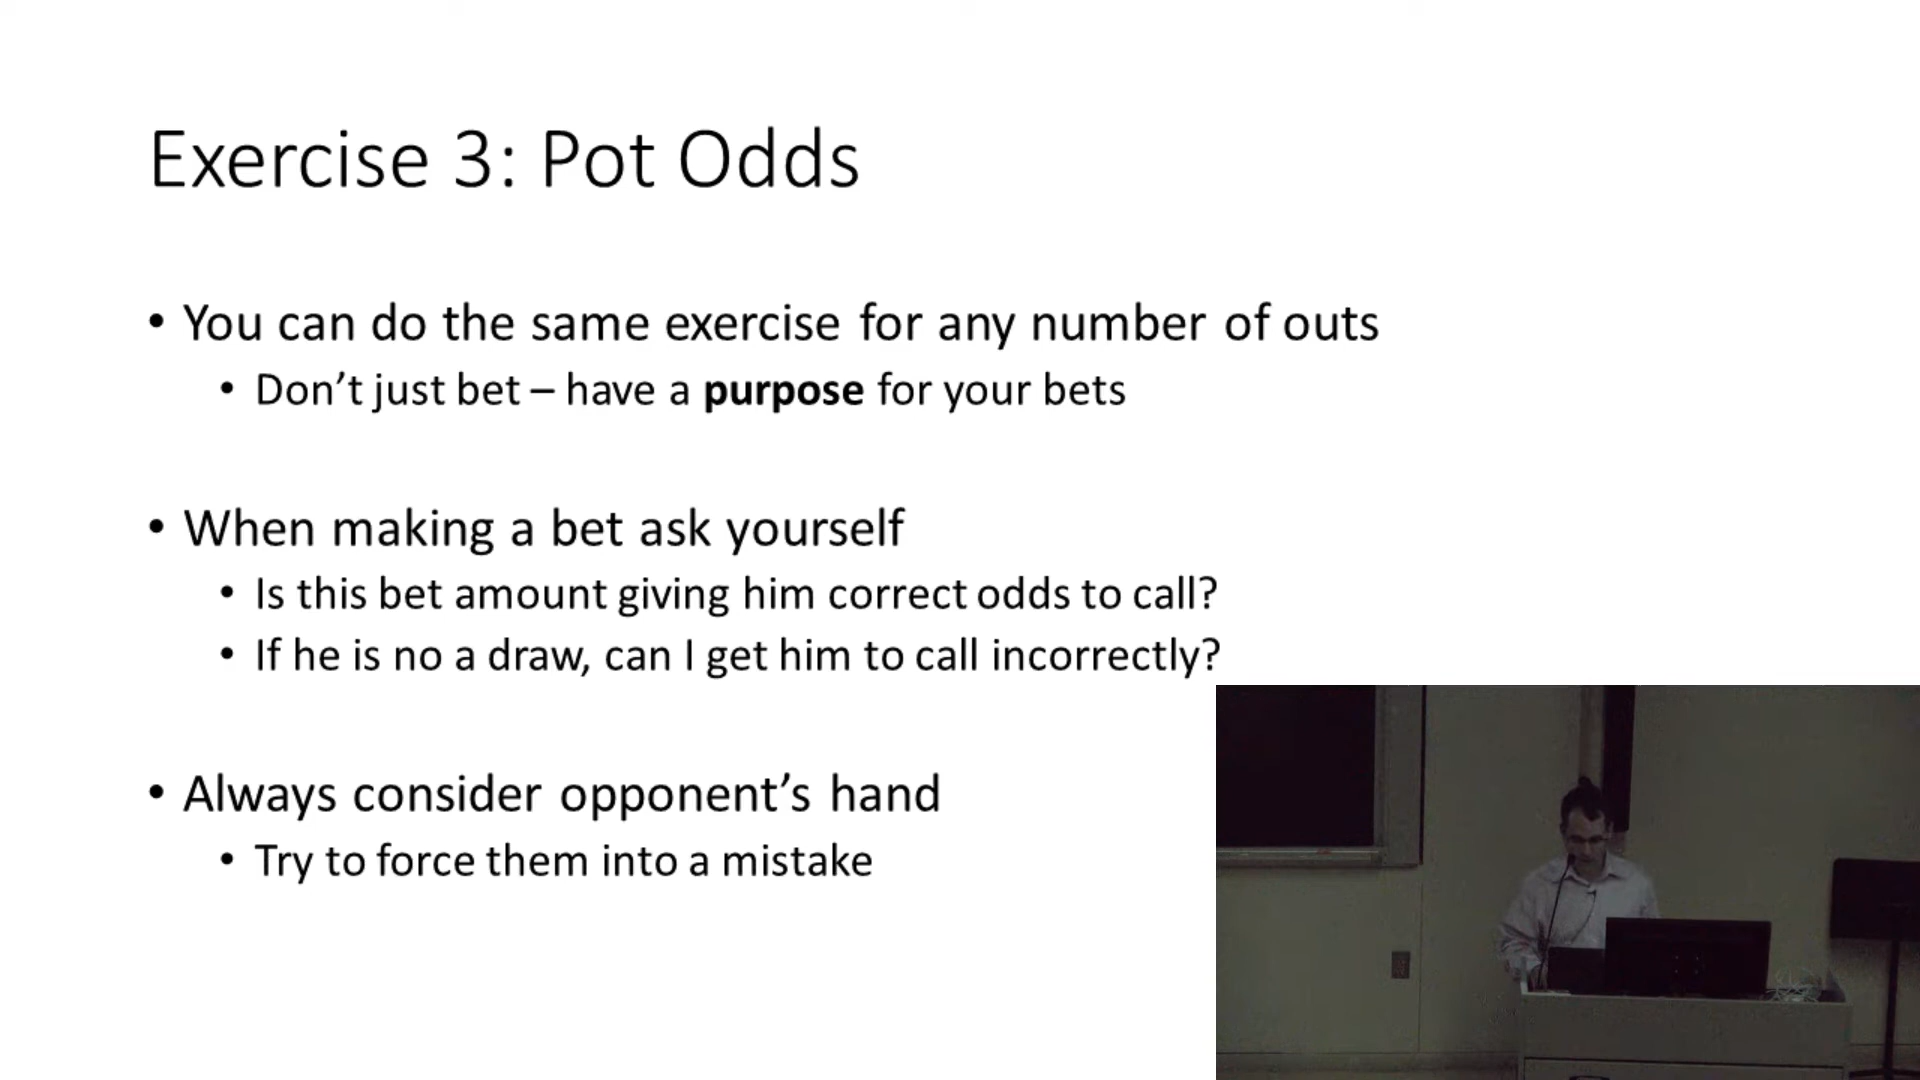 Exercise 3: Pot Odds
• You can do the same exercise for any number of outs
• Don’t just bet – have a purpose for your bets
• When making a bet ask yourself
• Is this bet amount giving him correct odds to call?
• If he is no a draw, can I get him to call incorrectly?
• Always consider opponent’s hand
• Try to force them into a mistake